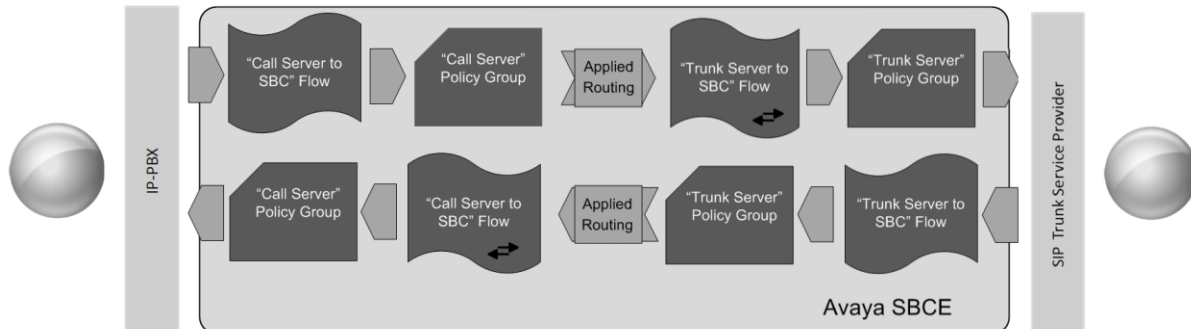 IP-PBX
“Call Server to
SBC” Flow
“Call Server”
Policy Group
Applied
Routing
“Trunk Server to
SBC” Flow
“Trunk Server”
Policy Group
“Call Server”
Policy Group
“Call Server to
SBC” Flow
Applied
Routing
“Trunk Server”
Policy Group
“Trunk Server to
SBC” Flow
SIP Trunk Service Provider
Avaya SBCE